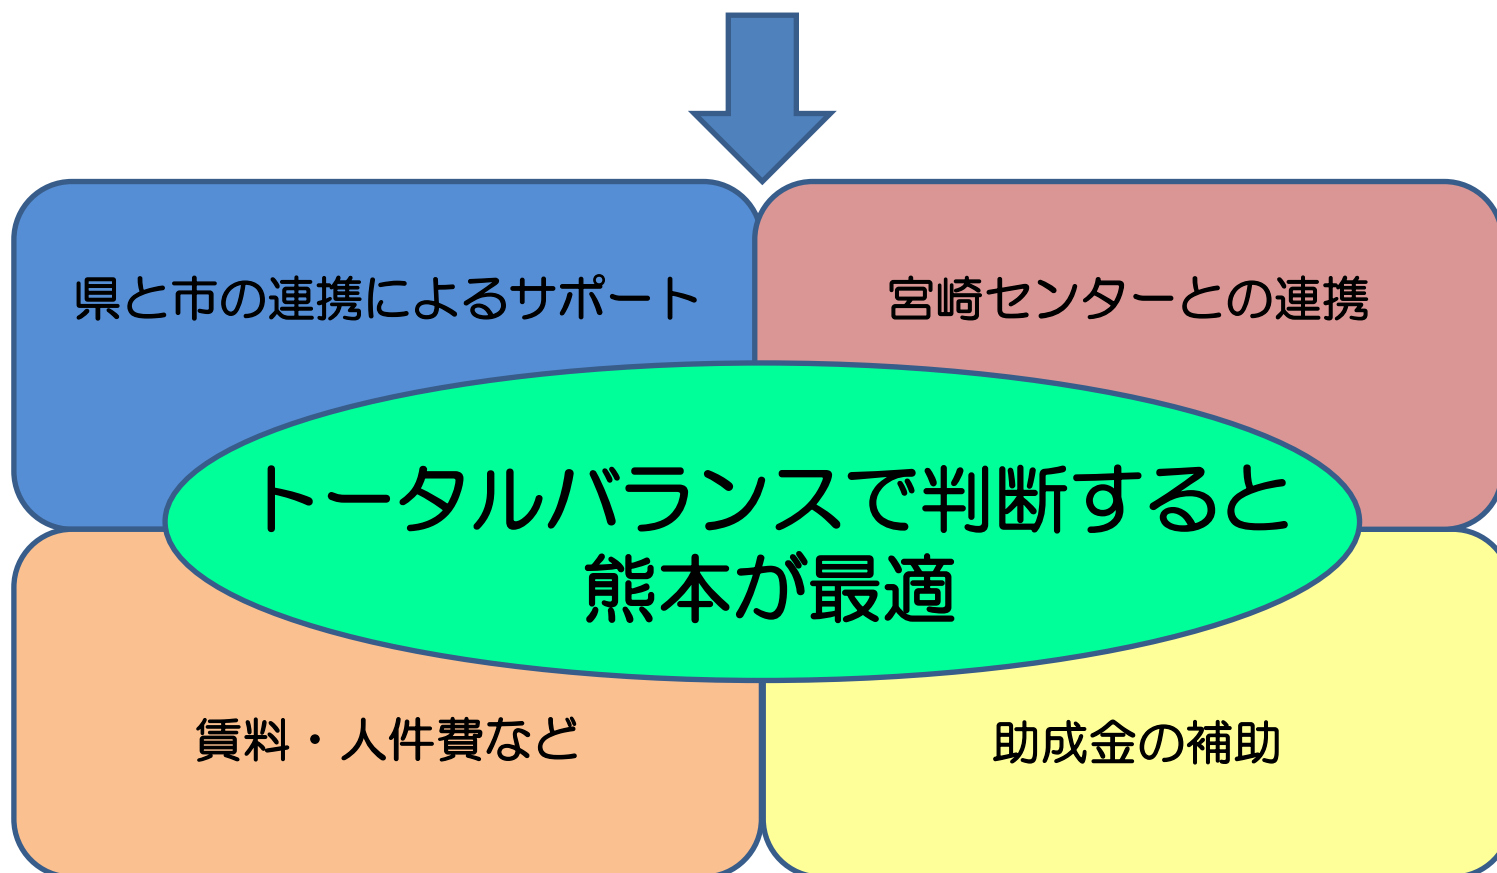 県と市の連携によるサポート
宮崎センターとの連携
トータルバランスで判断すると
熊本が最適
賃料・人件費など
助成金の補助